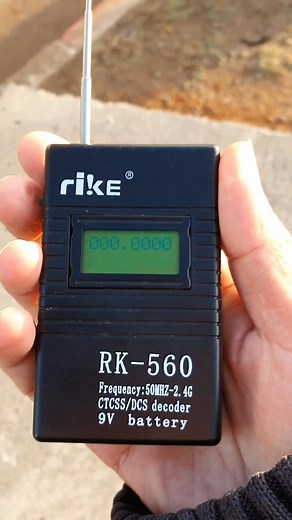 rike®
000.0000
RK-560
Frequency:50MHZ-2.4G
CTCSS/DCS decoder
9V battery